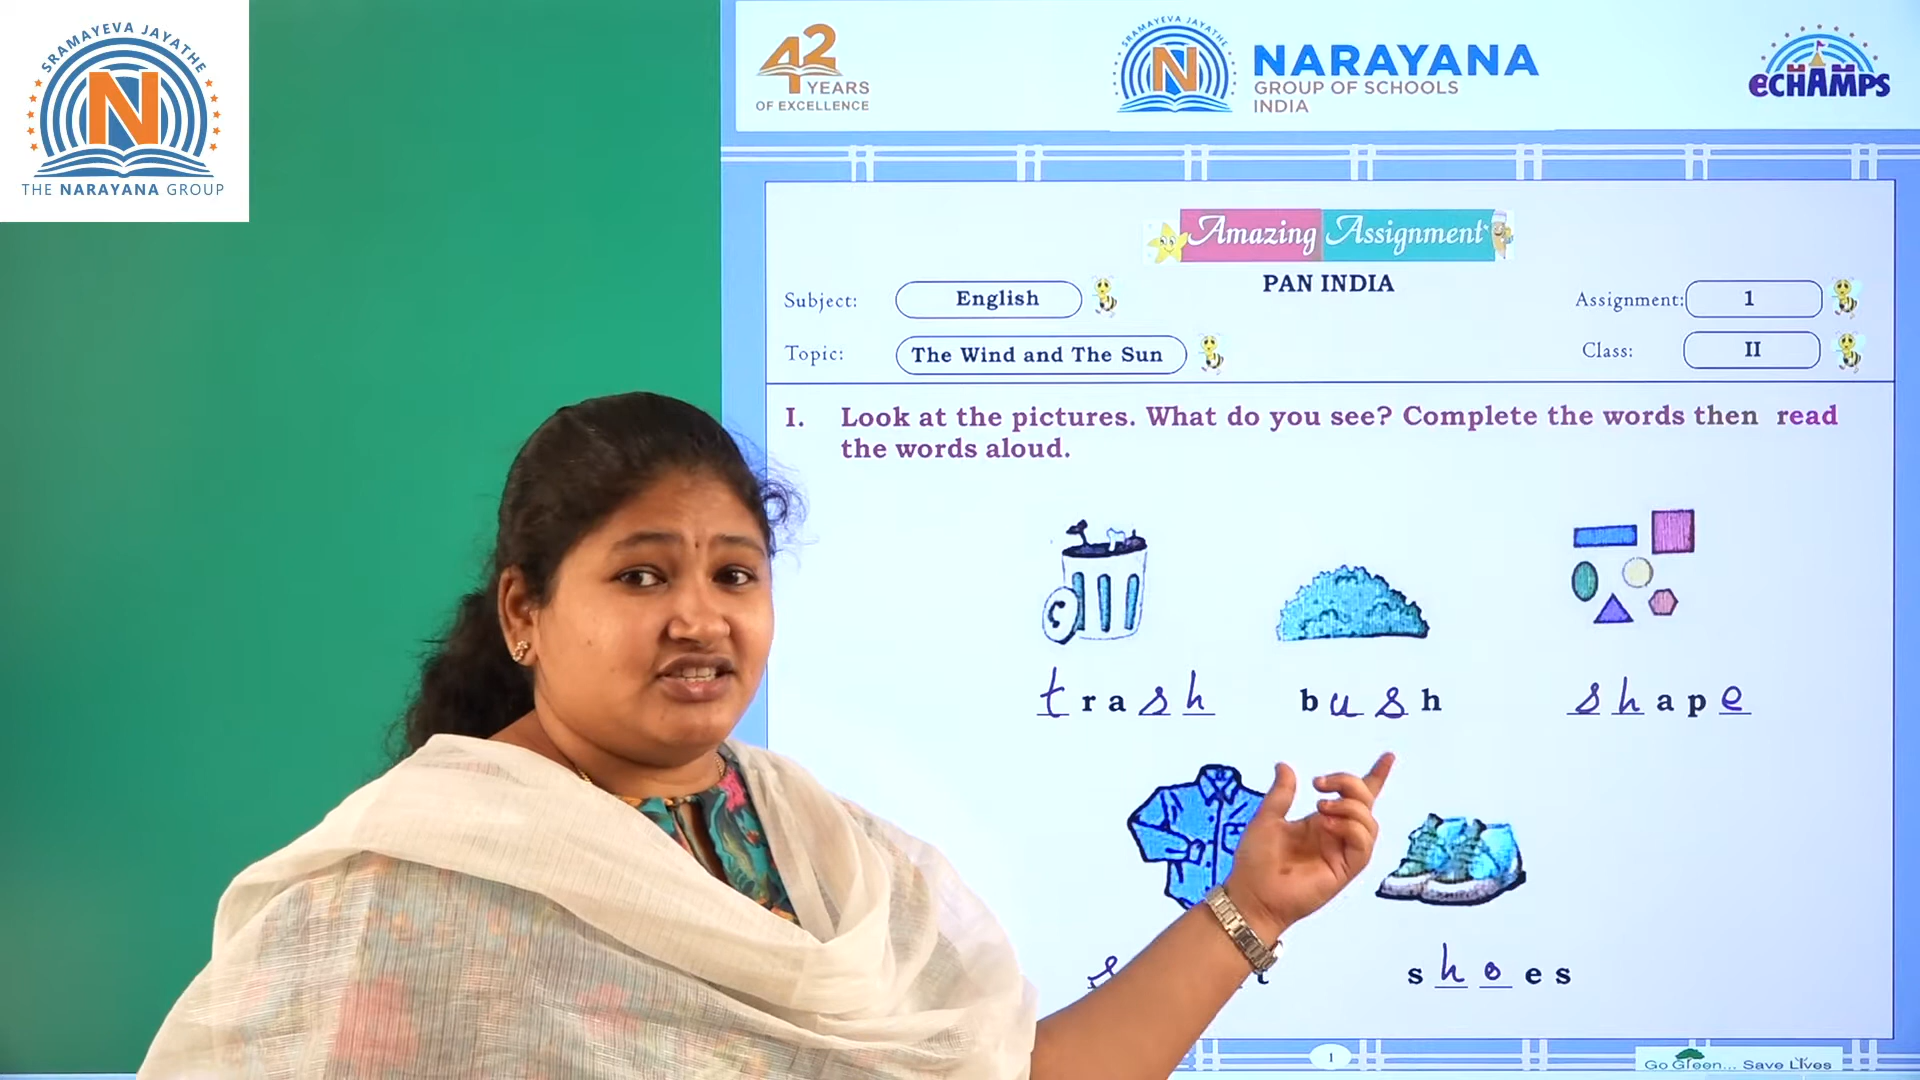 SRAMAYEVA JAYATHE
N
THE NARAYANA GROUP
42
YEARS
OF EXCELLENCE
SRAMAYEVA JAYATHE
N
NARAYANA
GROUP OF SCHOOLS
INDIA
eCHAMPS
Amazing Assignment
PAN INDIA
Subject: English
Assignment: 1
Topic: The Wind and The Sun
Class: II
I. Look at the pictures. What do you see? Complete the words then read
the words aloud.
trash bush shape
s t shoes
1
Go Green... Save Lives